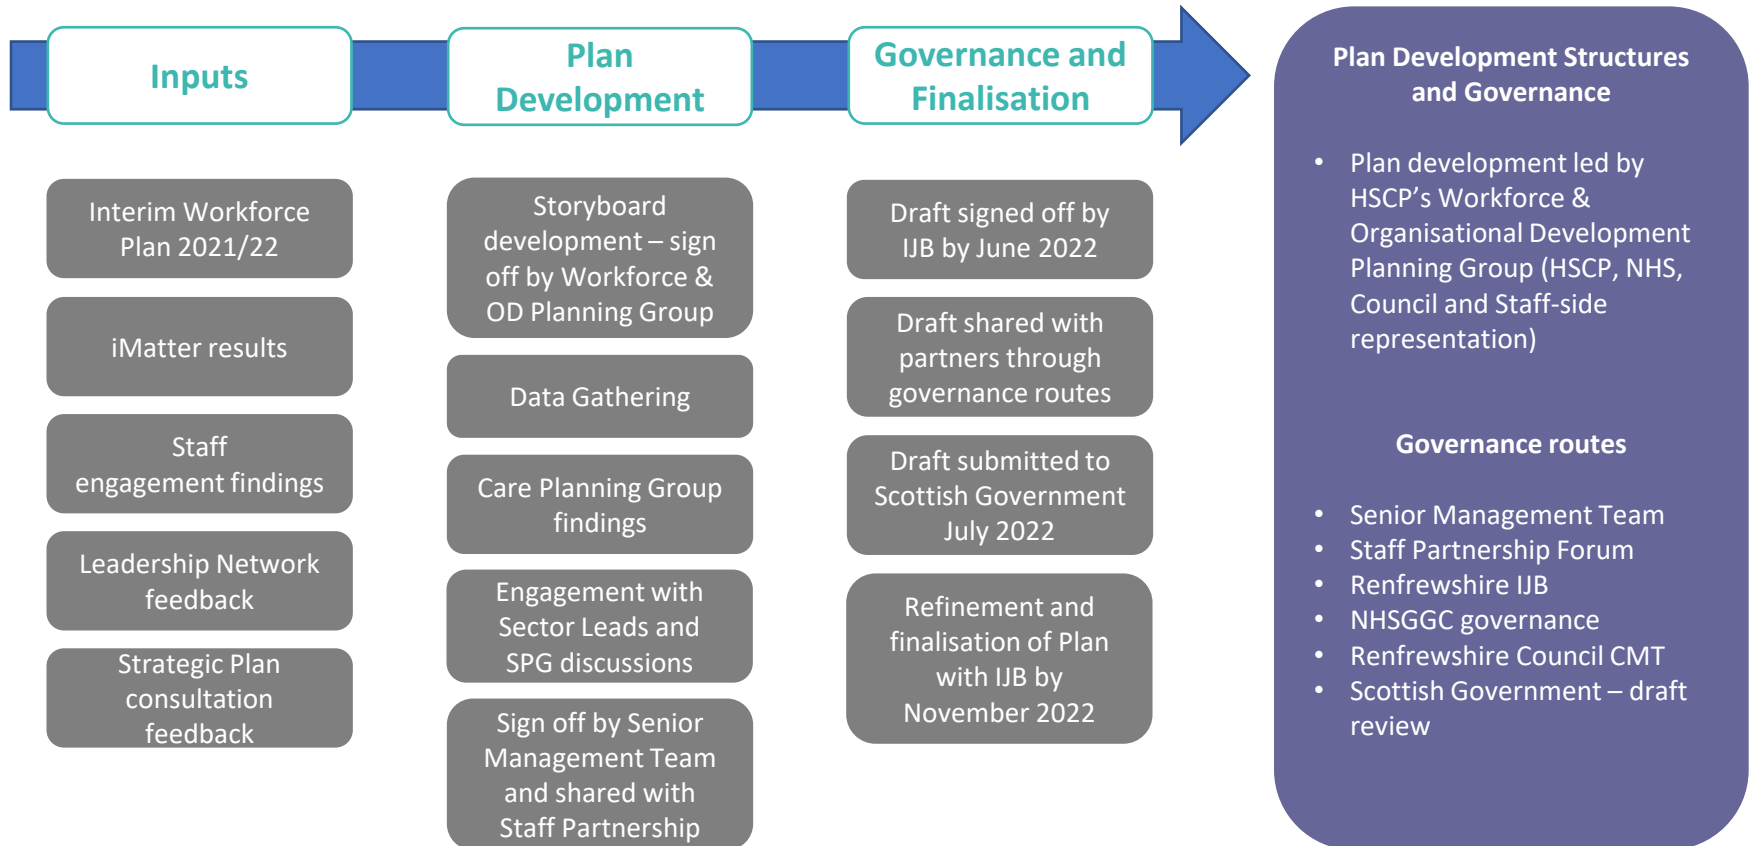 Inputs
Plan
Development
Governance and
Finalisation
Interim Workforce
Plan 2021/22
iMatter results
Staff
engagement findings
Leadership Network
feedback
Strategic Plan
consultation
feedback
Storyboard
development – sign
off by Workforce &
OD Planning Group
Data Gathering
Care Planning Group
findings
Engagement with
Sector Leads and
SPG discussions
Sign off by Senior
Management Team
and shared with
Staff Partnership
Draft signed off by
IJB by June 2022
Draft shared with
partners through
governance routes
Draft submitted to
Scottish Government
July 2022
Refinement and
finalisation of Plan
with IJB by
November 2022
Plan Development Structures
and Governance
• Plan development led by
HSCP's Workforce &
Organisational Development
Planning Group (HSCP, NHS,
Council and Staff-side
representation)
Governance routes
• Senior Management Team
• Staff Partnership Forum
• Renfrewshire IJB
• NHSGGC governance
• Renfrewshire Council CMT
• Scottish Government – draft
review